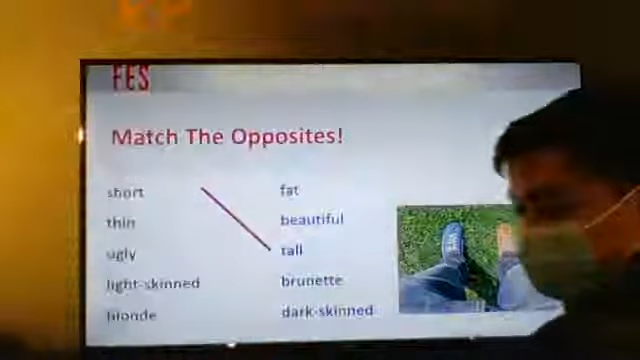 FES
Match The Opposites!
short
fat
thin
beautiful
ugly
tall
light-skinned
brunette
blonde
dark-skinned